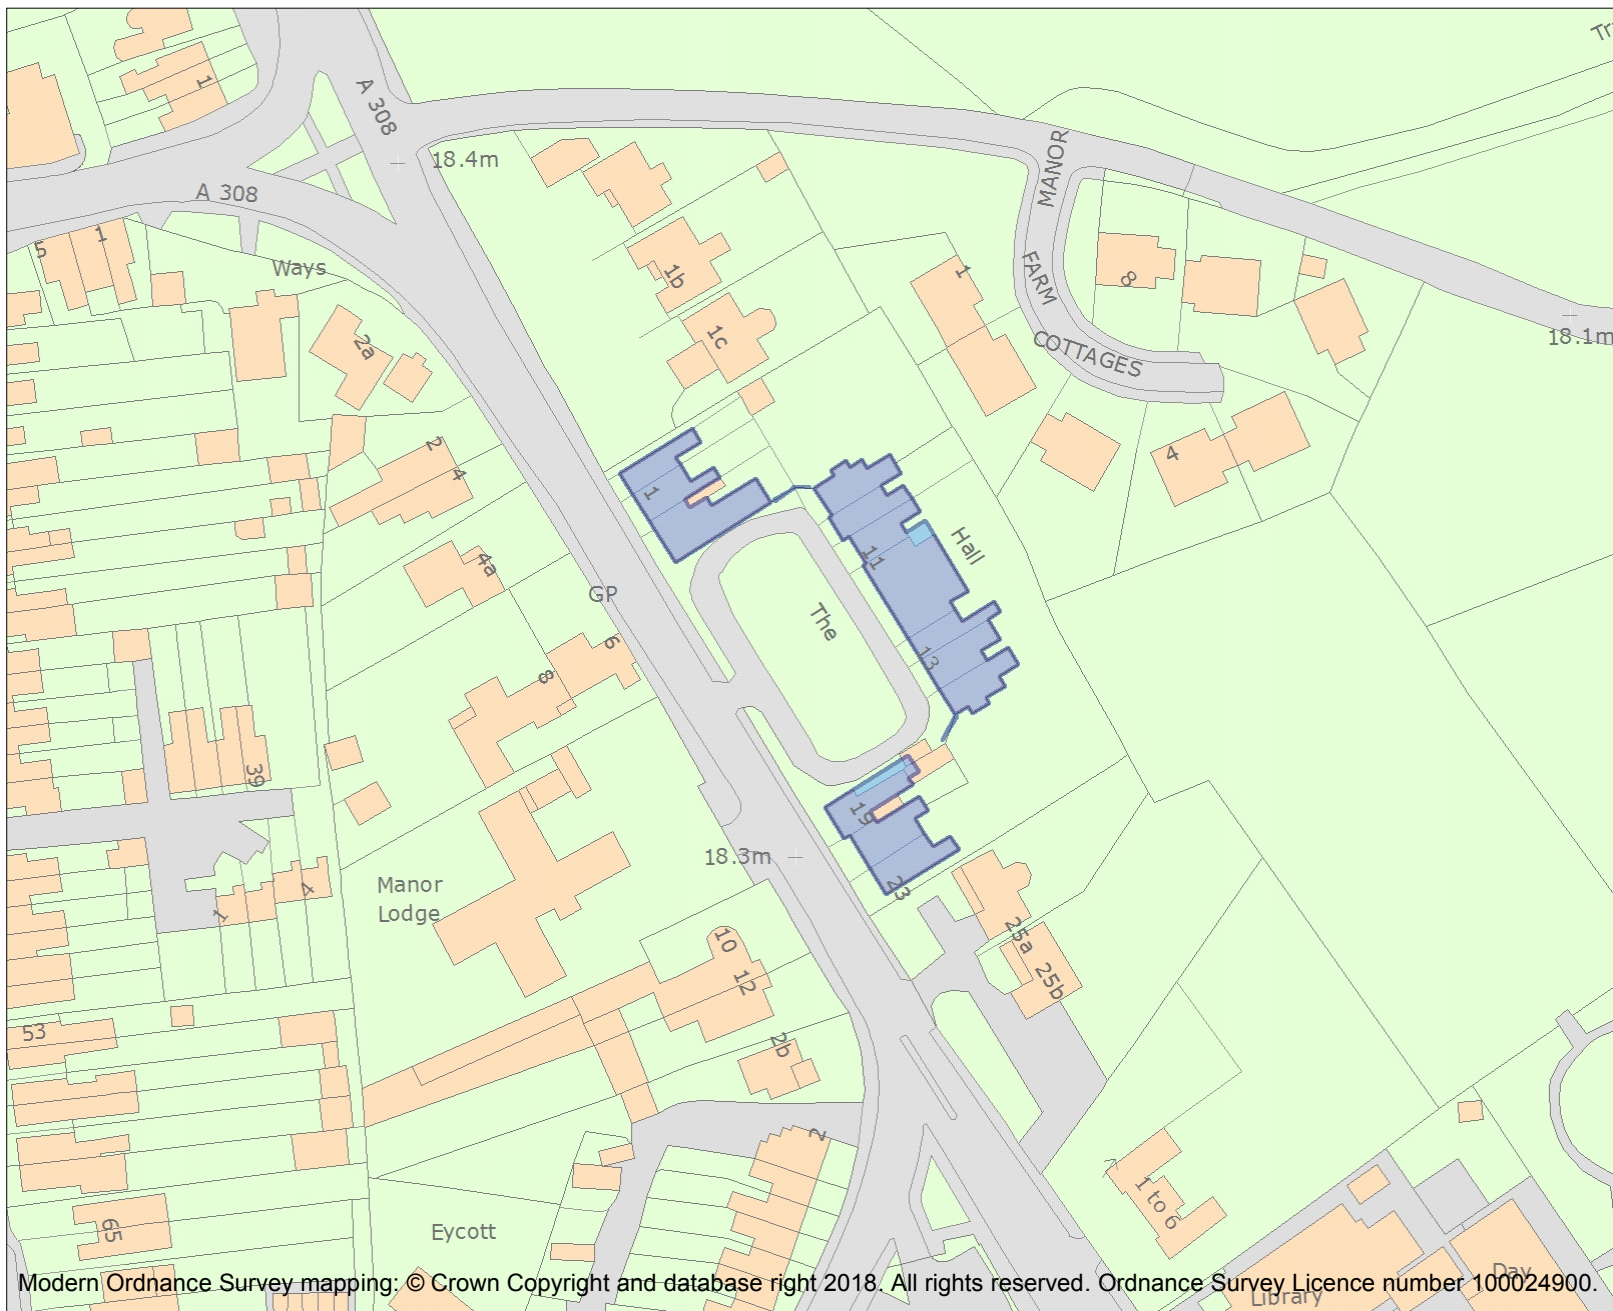 Tr
1
A 308
18.4m
A 308
MANOR
5
1
Ways
1b
1
FARM
8
1c
18.1m
2a
COTTAGES
2
4
4
1
Hall
11
4a
GP
The
6
13
8
39
19
18.3m
23
Manor
Lodge
4
1
10
25a
12
25b
53
2b
2
1 to 6
65
Eycott
Day
Library
Modern Ordnance Survey mapping: © Crown Copyright and database right 2018. All rights reserved. Ordnance Survey Licence number 100024900.